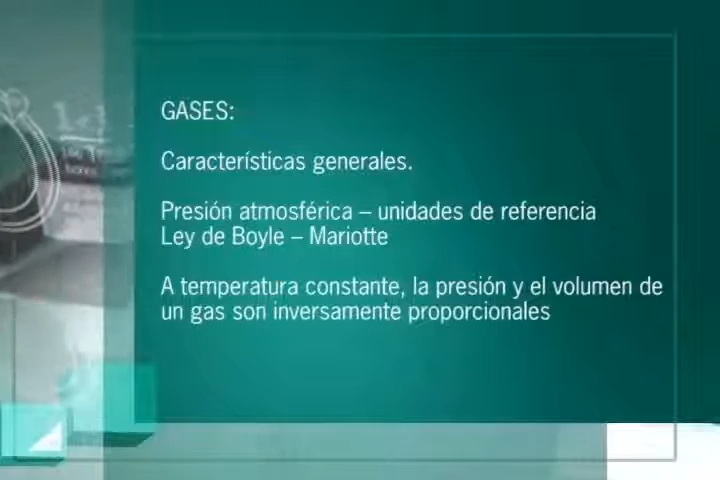 GASES:
Características generales.
Presión atmosférica – unidades de referencia
Ley de Boyle – Mariotte
A temperatura constante, la presión y el volumen de
un gas son inversamente proporcionales